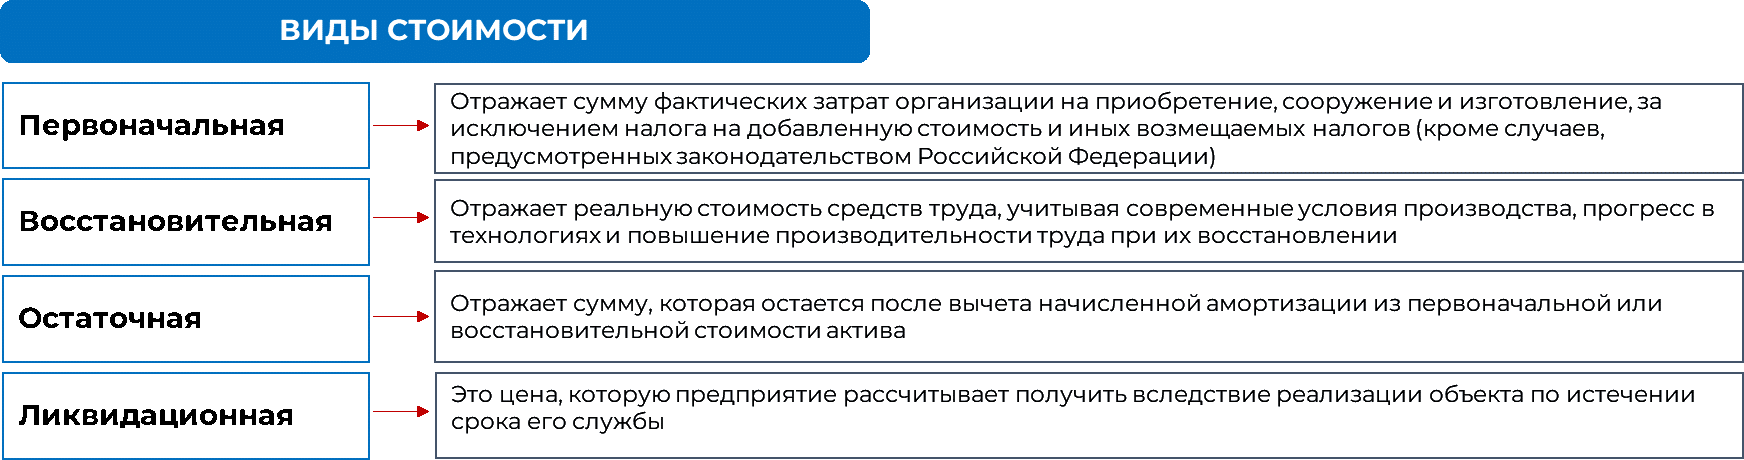 ВИДЫ СТОИМОСТИ
Первоначальная
Отражает сумму фактических затрат организации на приобретение, сооружение и изготовление, за
исключением налога на добавленную стоимость и иных возмещаемых налогов (кроме случаев,
предусмотренных законодательством Российской Федерации)
Восстановительная
Отражает реальную стоимость средств труда, учитывая современные условия производства, прогресс в
технологиях и повышение производительности труда при их восстановлении
Остаточная
Отражает сумму, которая остается после вычета начисленной амортизации из первоначальной или
восстановительной стоимости актива
Ликвидационная
Это цена, которую предприятие рассчитывает получить вследствие реализации объекта по истечении
срока его службы